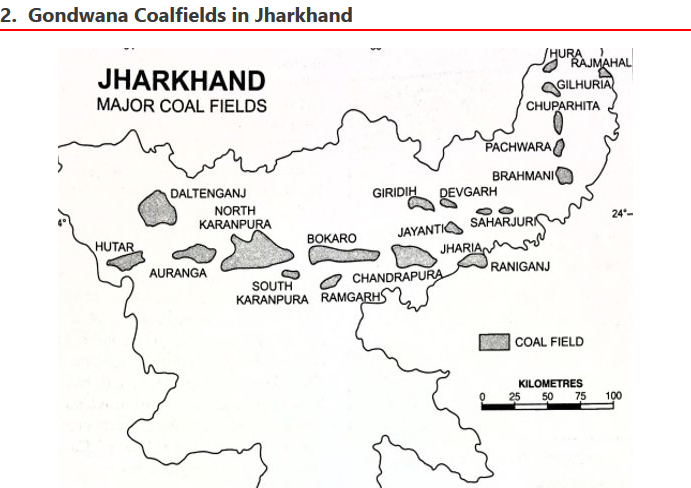 2. Gondwana Coalfields in Jharkhand
JHARKHAND
MAJOR COAL FIELDS
HURA
RAJMAHAL
GILHURIA
CHUPARHITA
PACHWARA
BRAHMANI
DALTENGANJ
GIRIDIH
DEVGARH
NORTH
KARANPURA
SAHARJURI
24°
4°
JAYANTI
HUTAR
BOKARO
JHARIA
AURANGA
RANIGANJ
CHANDRAPURA
SOUTH
KARANPURA
RAMGARHS
COAL FIELD
KILOMETRES
0 25 50 75 100